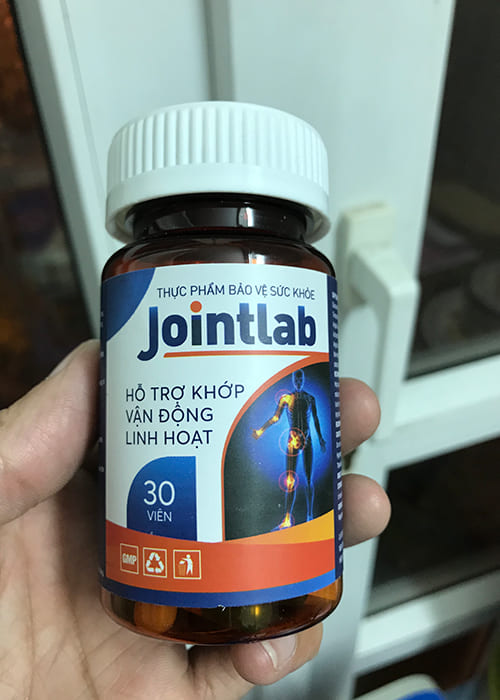 THỰC PHẨM BẢO VỆ SỨC KHỎE
Jointlab
HỖ TRỢ KHỚP
VẬN ĐỘNG
LINH HOẠT
30
VIÊN
GMP